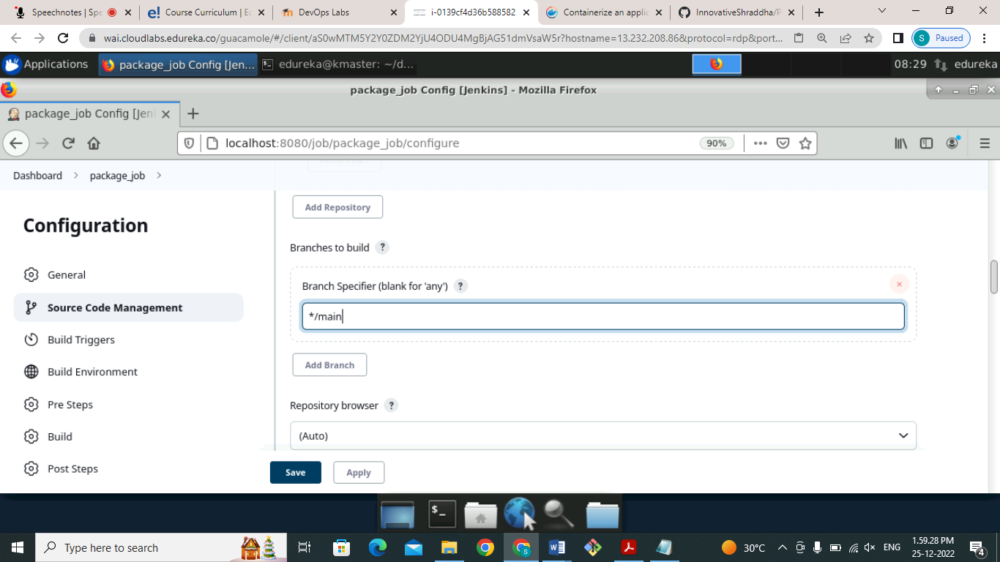 Speechnotes | Spe
Course Curriculum | Ed
DevOps Labs
i-0139cf4d36b588582
Containerize an applic
InnovativeShraddha/P
wai.cloudlabs.edureka.co/guacamole/#/client/aS0wMTM5Y2Y0ZDM2YjU4ODU4MgBjAG51dmVsaW5r?hostname=13.232.208.86&protocol=rdp&port...
S Paused
Applications
package_job Config [Jen...
edureka@kmaster: ~/d...
08:29
edureka
package_job Config [Jenkins] - Mozilla Firefox
package_job Config [Jen
localhost:8080/job/package_job/configure
90%
Dashboard
package_job
Advanced...
Add Repository
Configuration
Branches to build ?
General
Branch Specifier (blank for 'any') ?
Source Code Management
*/main
Build Triggers
Add Branch
Build Environment
Repository browser ?
Pre Steps
(Auto)
Build
Post Steps
Save
Apply
Type here to search
30°C
ENG
1.59.28 PM
25-12-2022
4